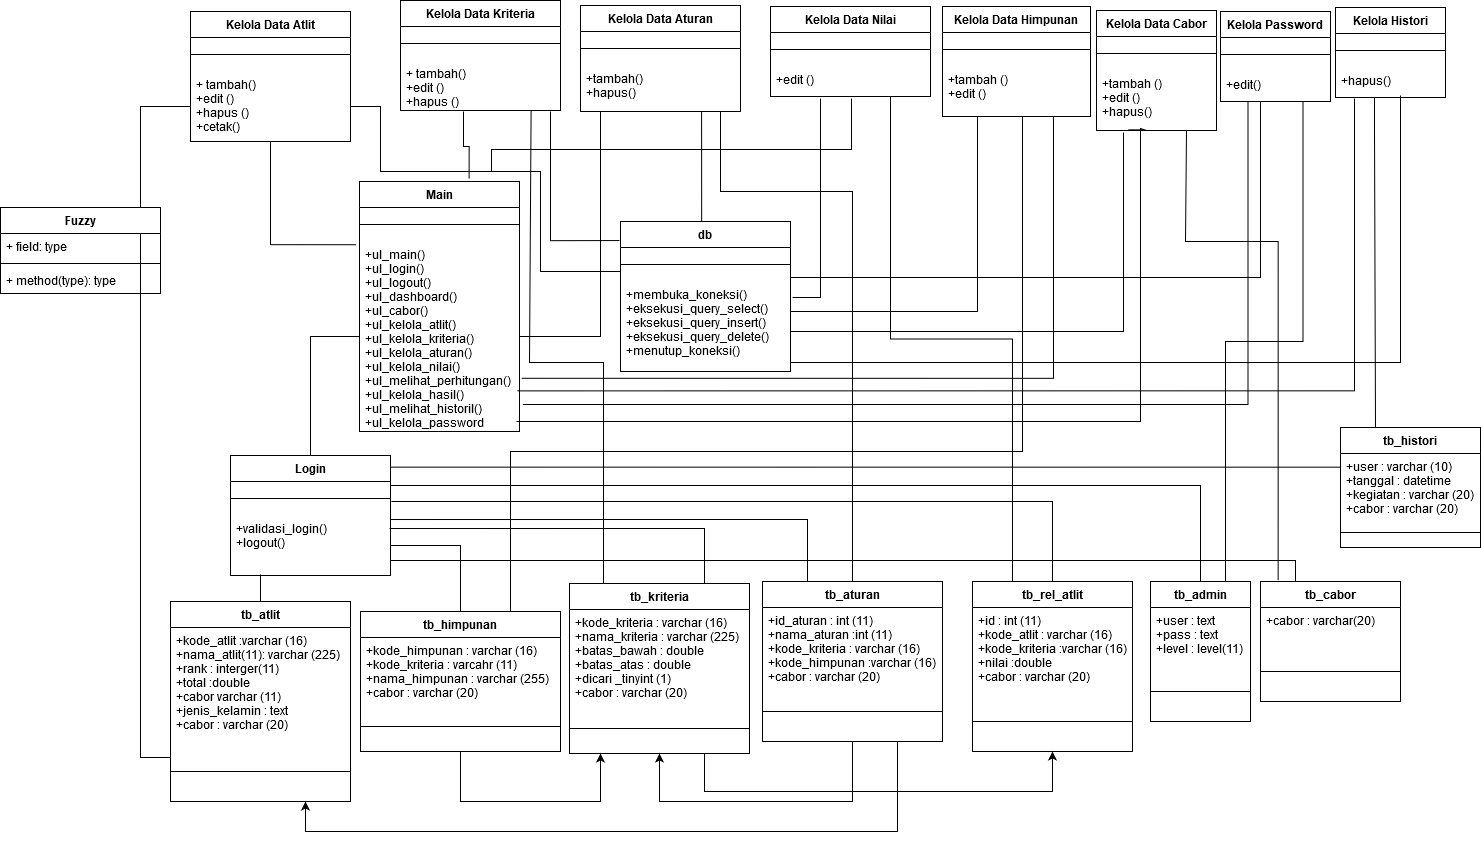 Kelola Data Atlit
+ tambah()
+edit ()
+hapus ()
+cetak()
Kelola Data Kriteria
+ tambah()
+edit ()
+hapus ()
Kelola Data Aturan
+tambah()
+hapus()
Kelola Data Nilai
+edit ()
Kelola Data Himpunan
+tambah ()
+edit ()
Kelola Data Cabor
+tambah ()
+edit ()
+hapus()
Kelola Password
+edit()
Kelola Histori
+hapus()
Fuzzy
+ field: type
+ method(type): type
Main
+ul_main()
+ul_login()
+ul_logout()
+ul_dashboard()
+ul_cabor()
+ul_kelola_atlit()
+ul_kelola_kriteria()
+ul_kelola_aturan()
+ul_kelola_nilai()
+ul_melihat_perhitungan()
+ul_kelola_hasil()
+ul_melihat_historil()
+ul_kelola_password
db
+membuka_koneksi()
+eksekusi_query_select()
+eksekusi_query_insert()
+eksekusi_query_delete()
+menutup_koneksi()
Login
+validasi_login()
+logout()
tb_histori
+user : varchar (10)
+tanggal : datetime
+kegiatan : varchar (20)
+cabor : varchar (20)
tb_atlit
+kode_atlit :varchar (16)
+nama_atlit(11): varchar (225)
+rank : interger(11)
+total :double
+cabor varchar (11)
+jenis_kelamin : text
+cabor : varchar (20)
tb_himpunan
+kode_himpunan : varchar (16)
+kode_kriteria : varcahr (11)
+nama_himpunan : varchar (255)
+cabor : varchar (20)
tb_kriteria
+kode_kriteria : varchar (16)
+nama_kriteria : varchar (225)
+batas_bawah : double
+batas_atas : double
+dicari _tinyint (1)
+cabor : varchar (20)
tb_aturan
+id_aturan : int (11)
+nama_aturan :int (11)
+kode_kriteria : varchar (16)
+kode_himpunan :varchar (16)
+cabor : varchar (20)
tb_rel_atlit
+id : int (11)
+kode_atlit : varchar (16)
+kode_kriteria :varchar (16)
+nilai :double
+cabor : varchar (20)
tb_admin
+user : text
+pass : text
+level : level(11)
tb_cabor
+cabor : varchar(20)